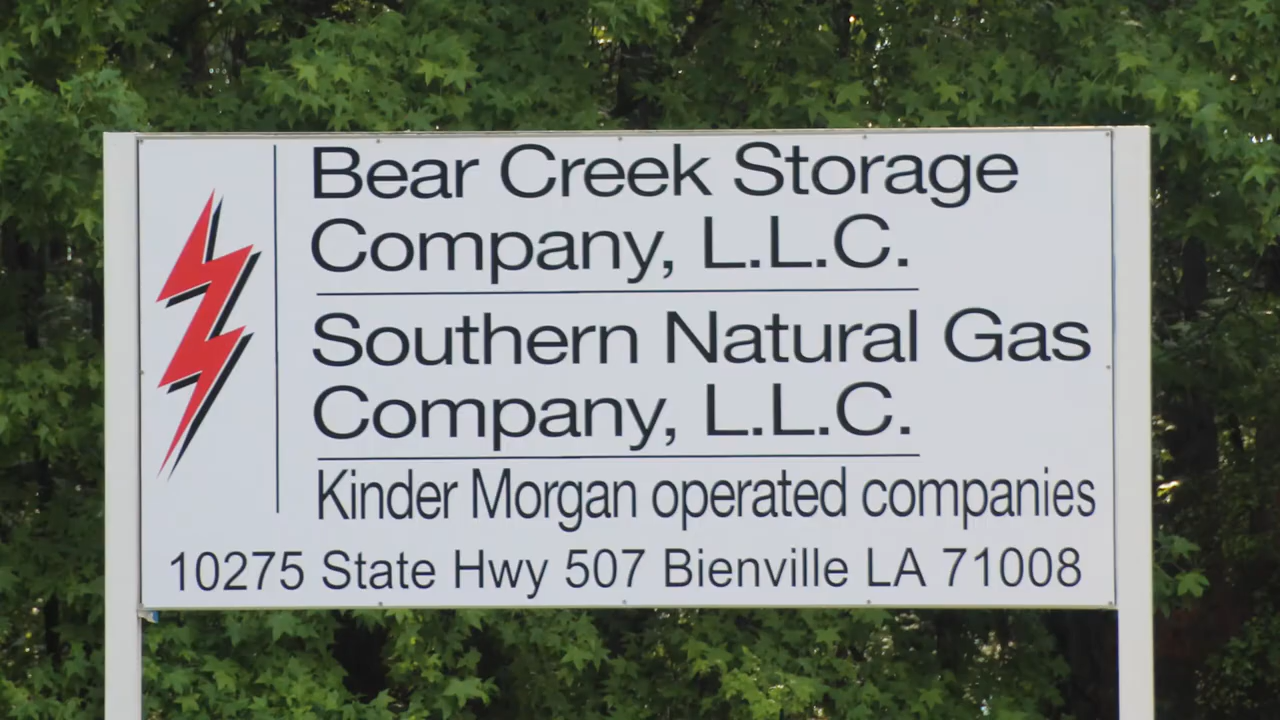 Bear Creek Storage
Company, L.L.C.
Southern Natural Gas
Company, L.L.C.
Kinder Morgan operated companies
10275 State Hwy 507 Bienville LA 71008